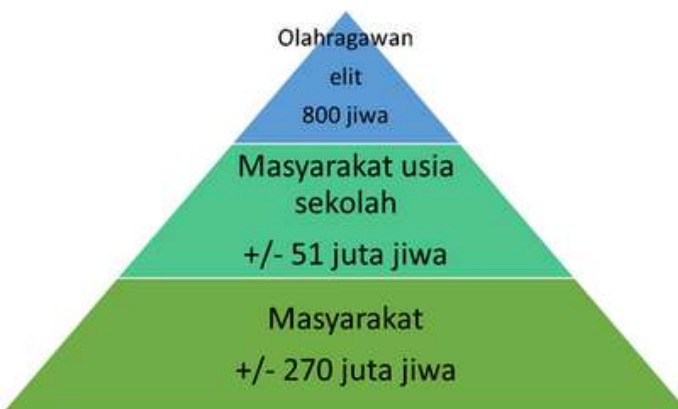 Olahragawan
elit
800 jiwa
Masyarakat usia
sekolah
+/- 51 juta jiwa
Masyarakat
+/- 270 juta jiwa